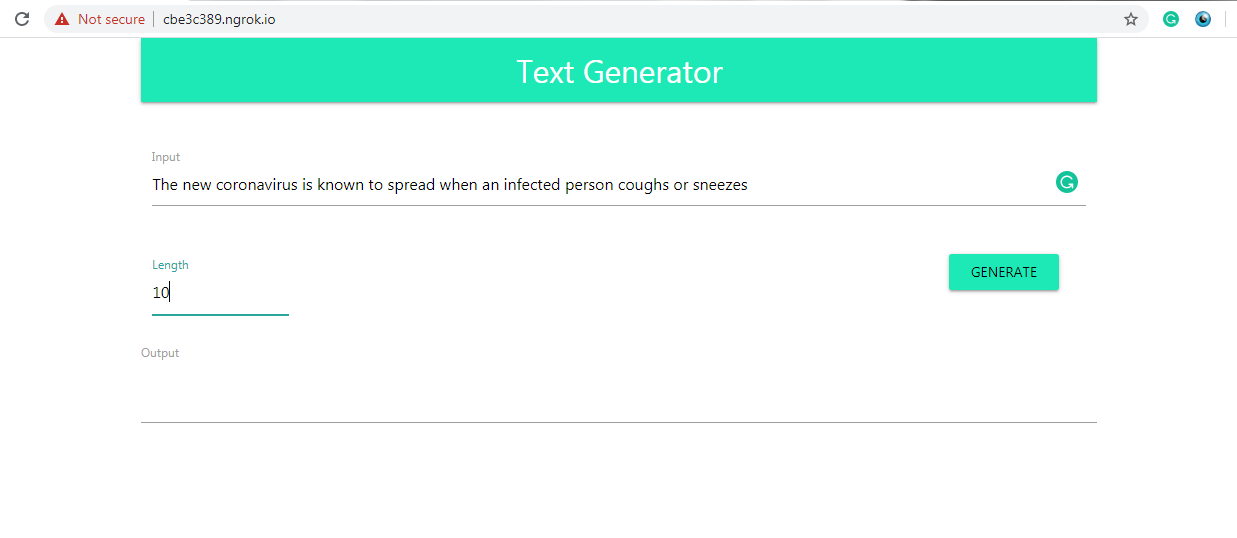 Not secure cbe3c389.ngrok.io
Text Generator
Input
The new coronavirus is known to spread when an infected person coughs or sneezes
Length
10
GENERATE
Output